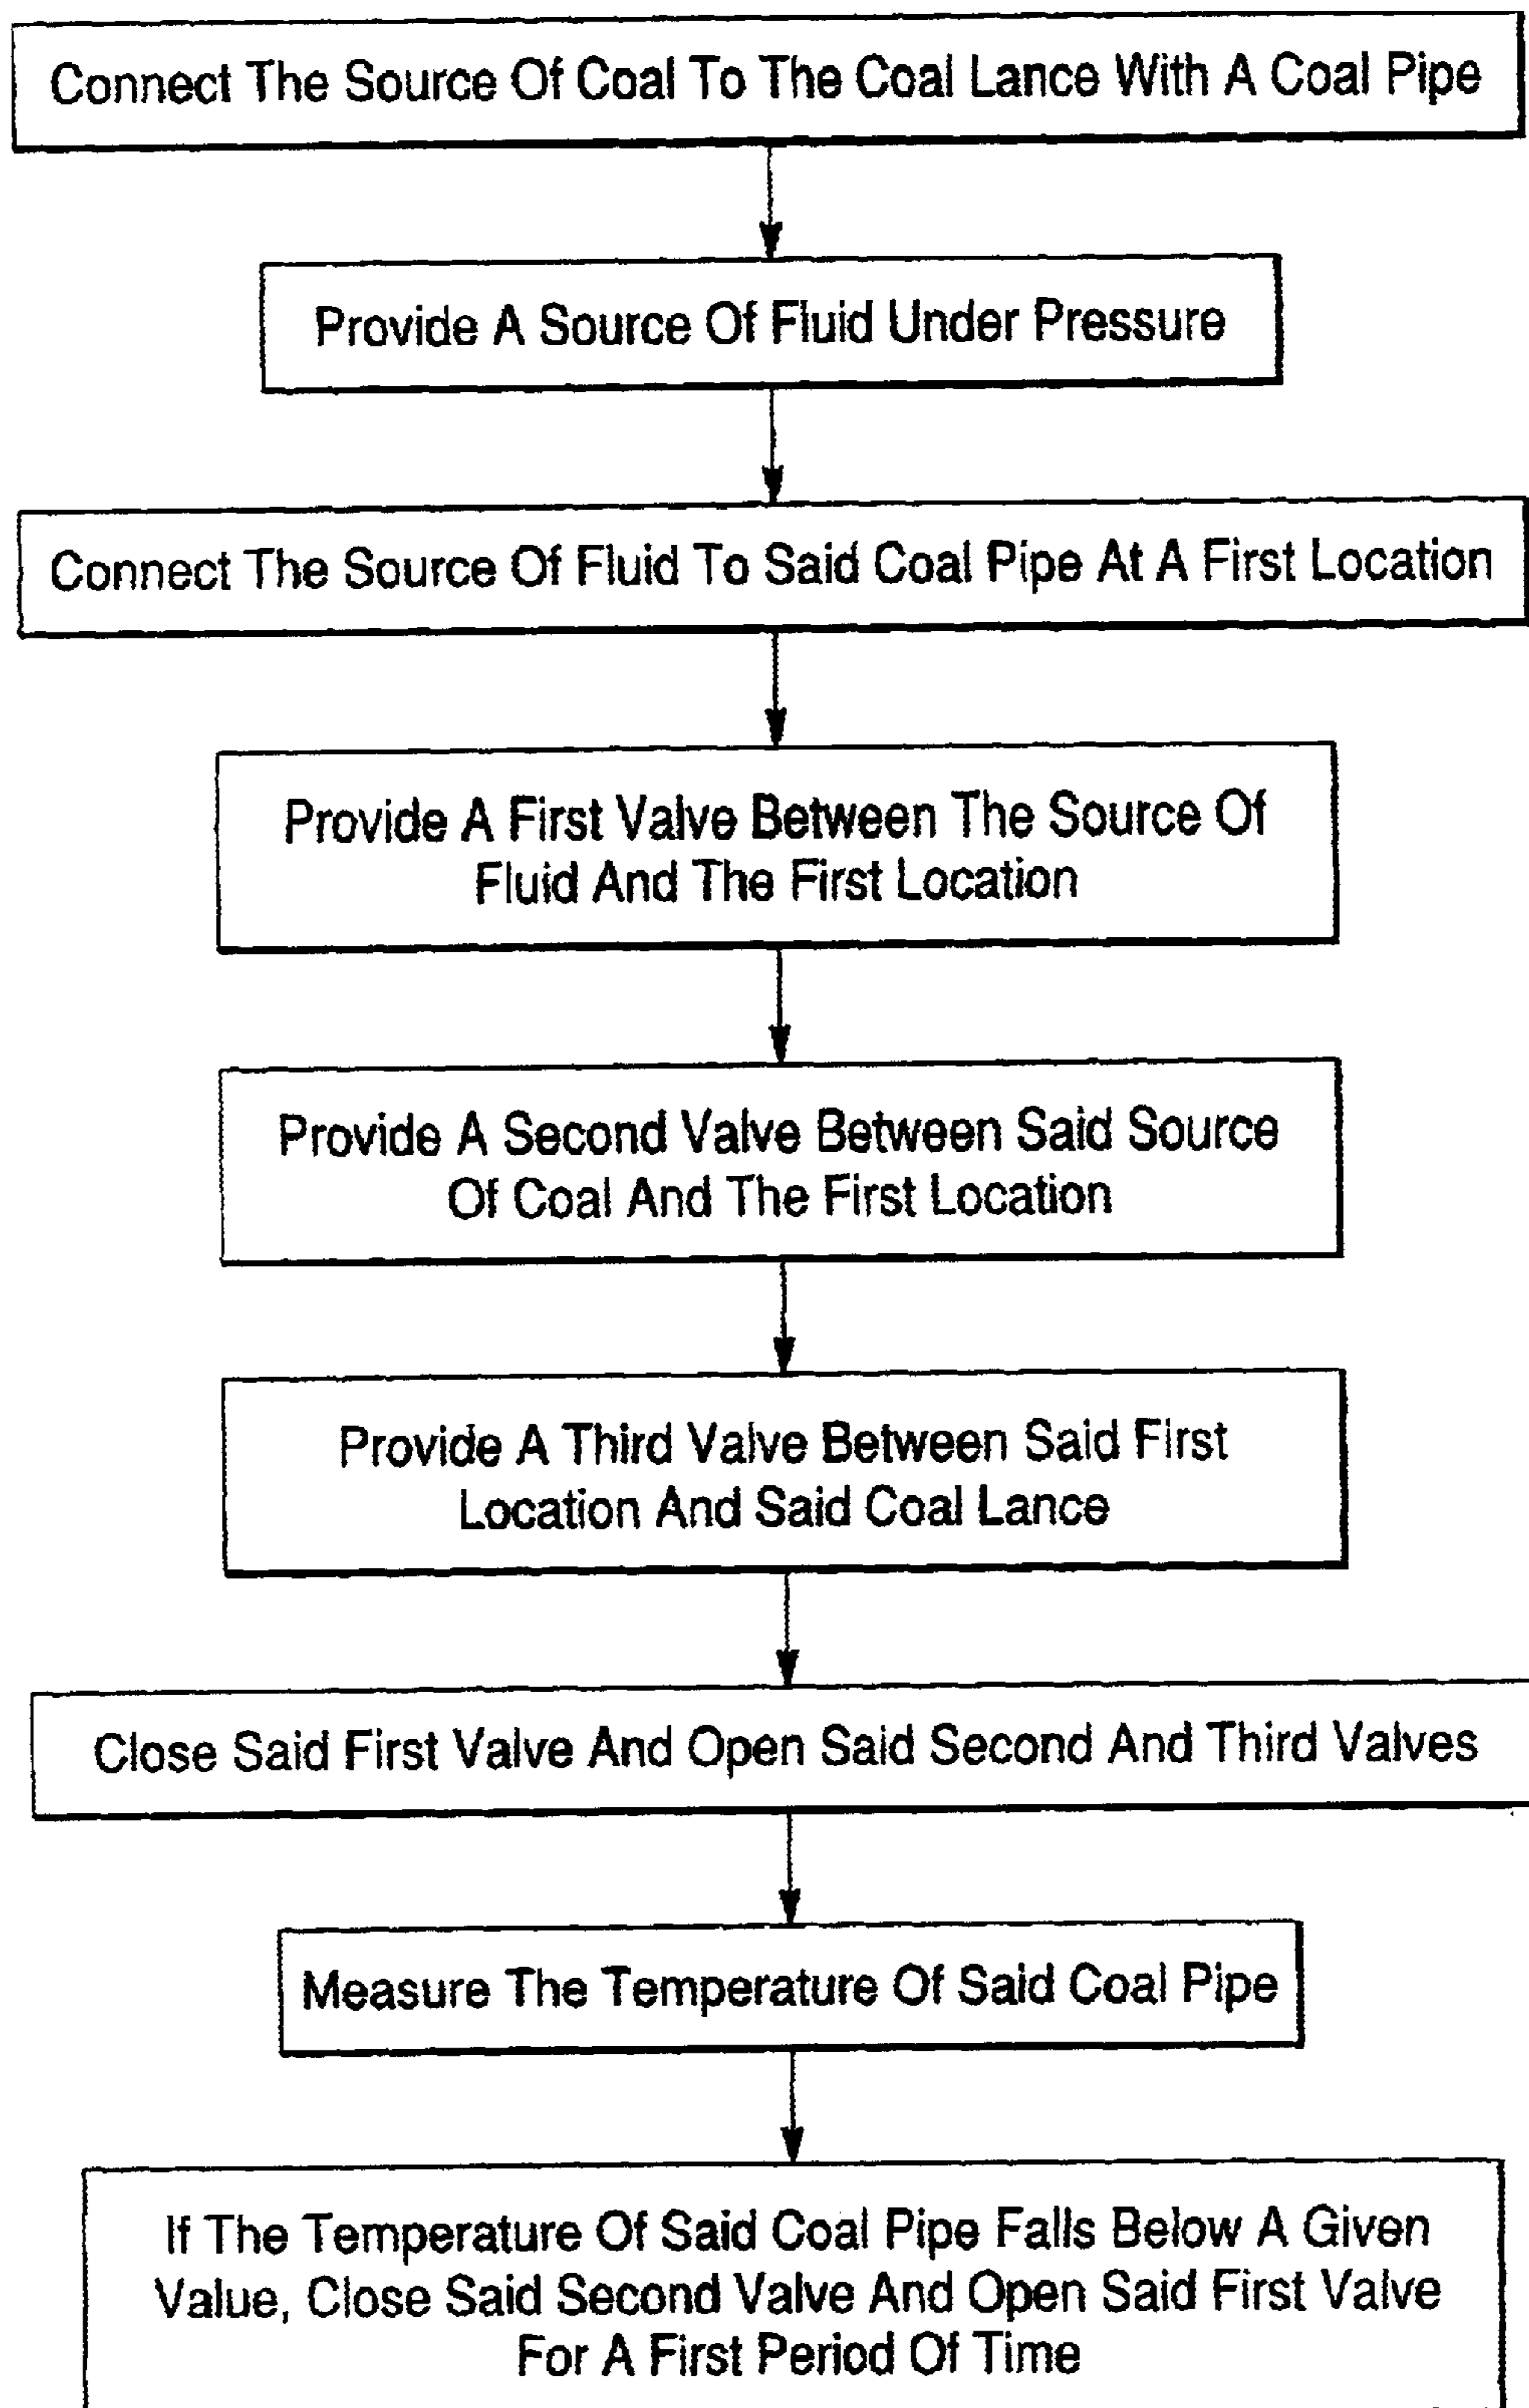 Connect The Source Of Coal To The Coal Lance With A Coal Pipe
Provide A Source Of Fluid Under Pressure
Connect The Source Of Fluid To Said Coal Pipe At A First Location
Provide A First Valve Between The Source Of
Fluid And The First Location
Provide A Second Valve Between Said Source
Of Coal And The First Location
Provide A Third Valve Between Said First
Location And Said Coal Lance
Close Said First Valve And Open Said Second And Third Valves
Measure The Temperature Of Said Coal Pipe
If The Temperature Of Said Coal Pipe Falls Below A Given
Value, Close Said Second Valve And Open Said First Valve
For A First Period Of Time